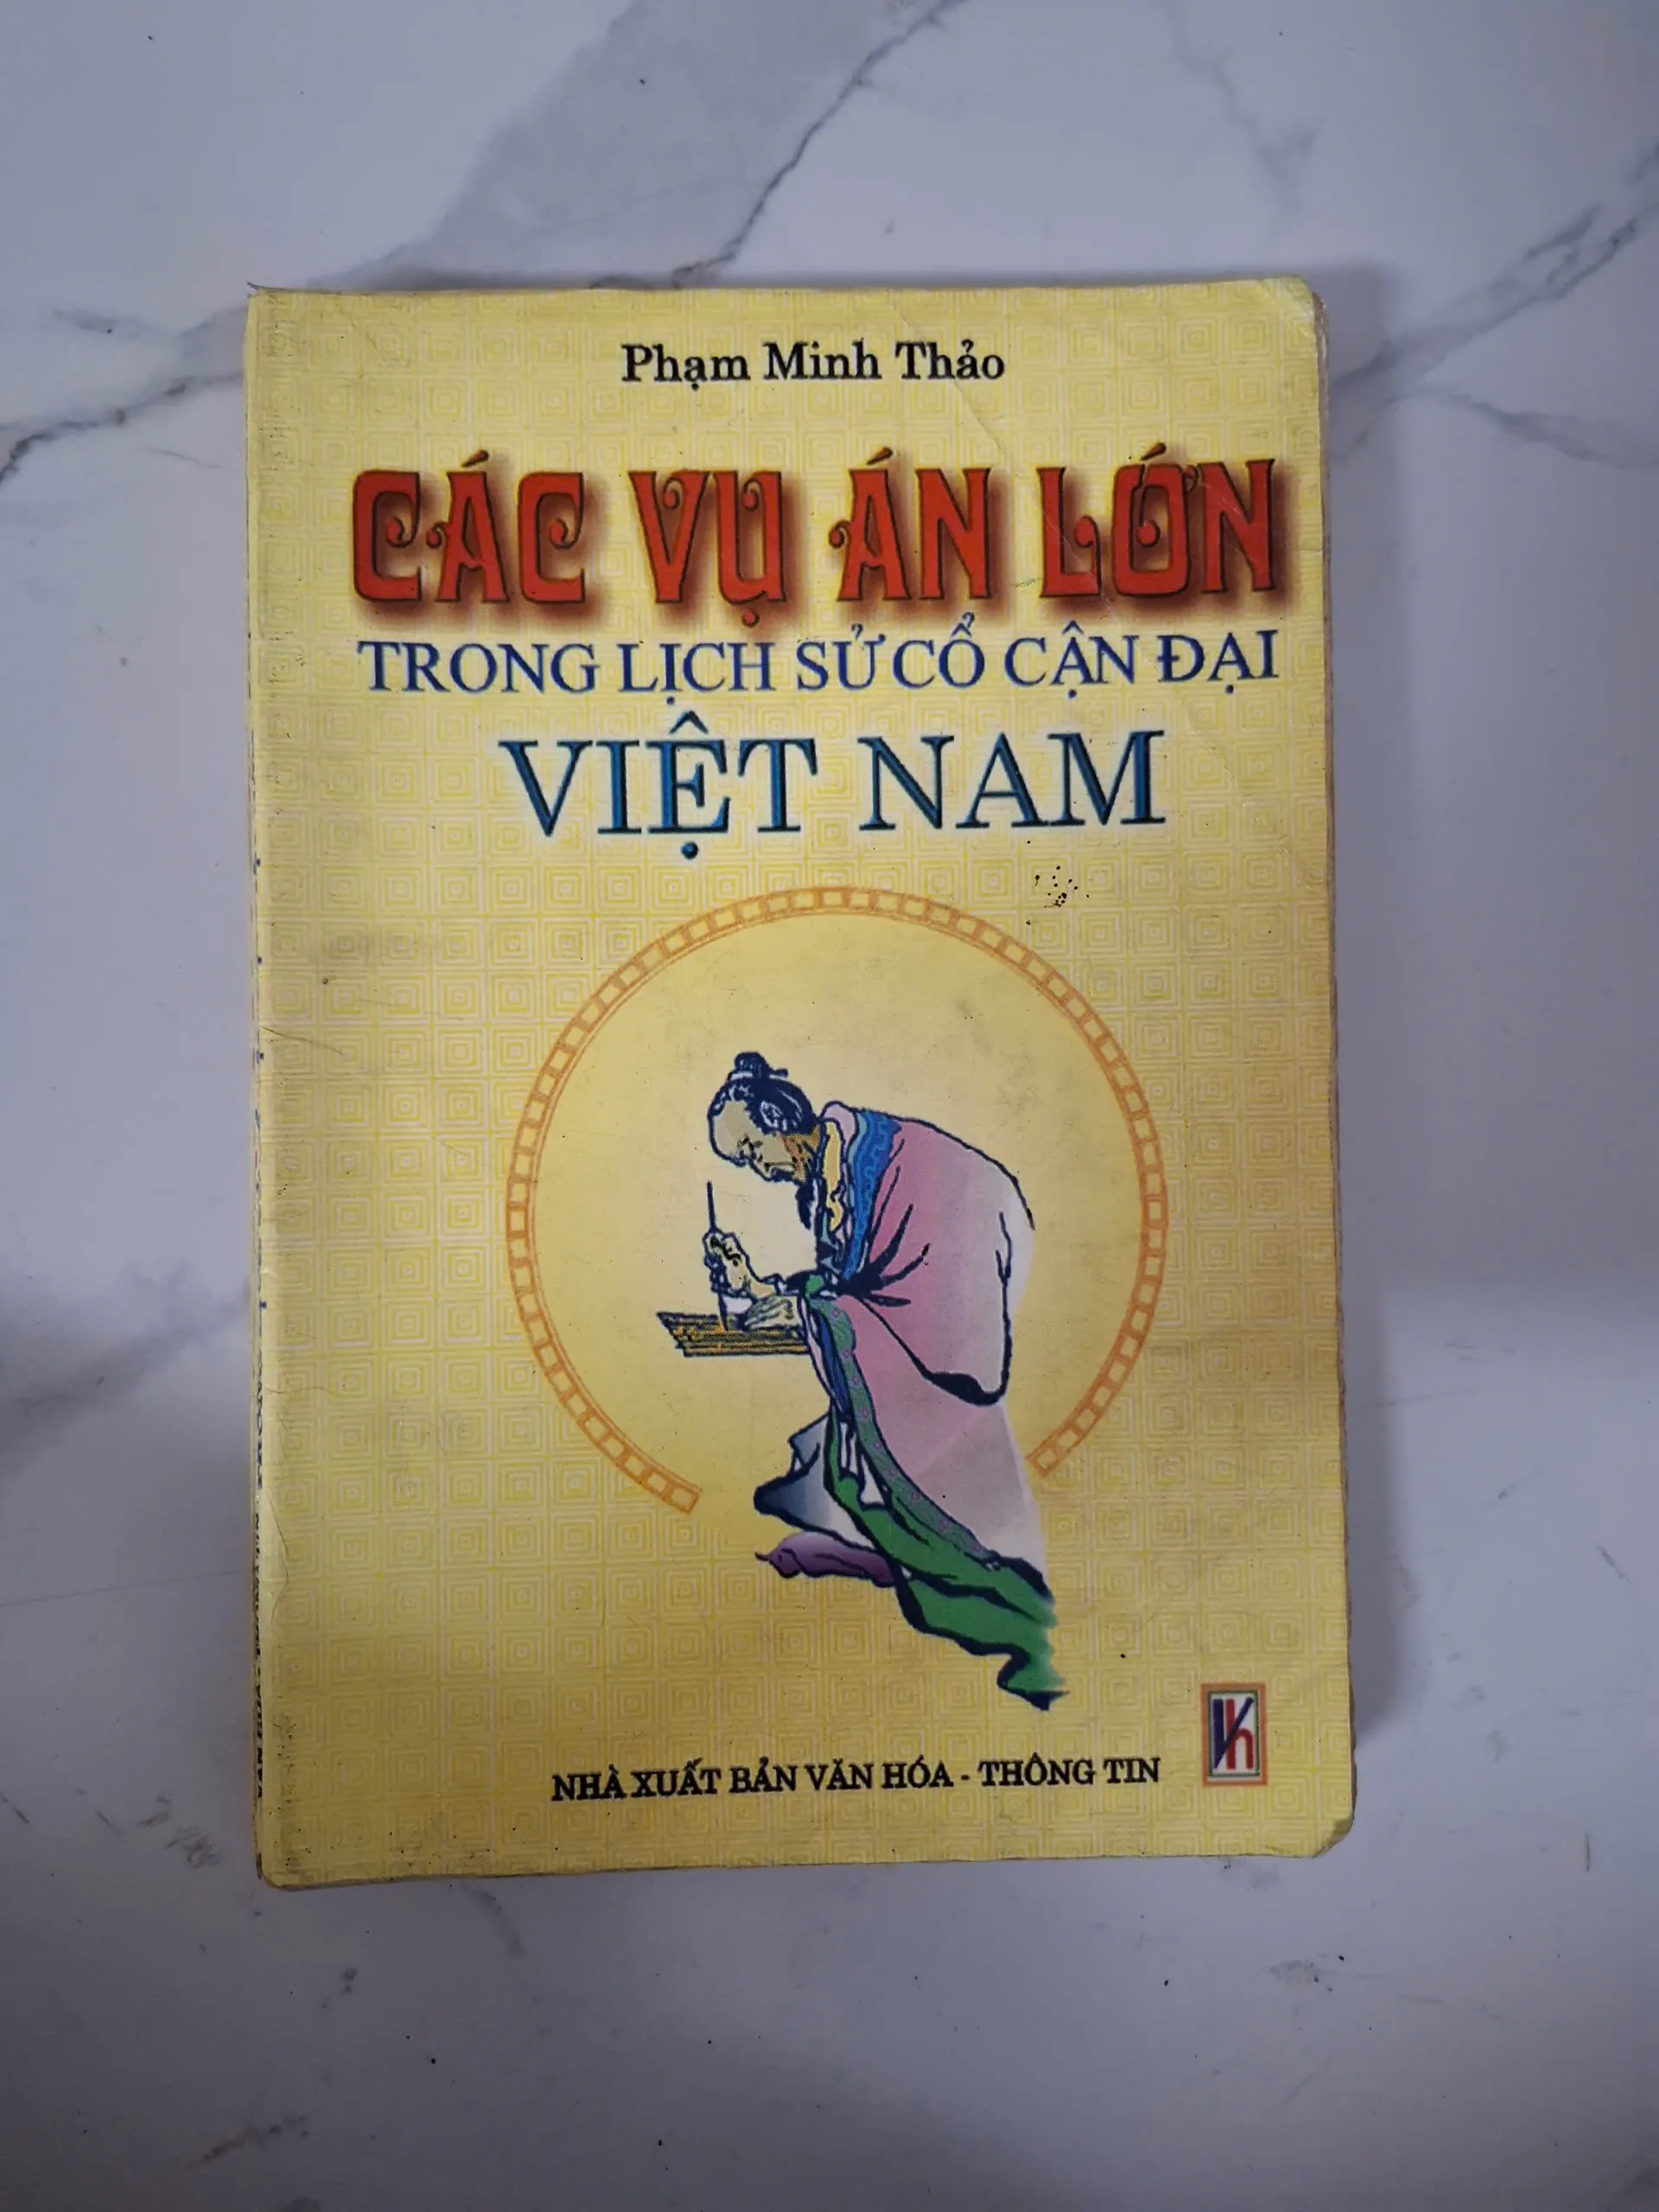 Phạm Minh Thảo
CÁC VỤ ÁN LỚN
TRONG LỊCH SỬ CỔ CẬN ĐẠI
VIỆT NAM
NHÀ XUẤT BẢN VĂN HÓA - THÔNG TIN
Vh